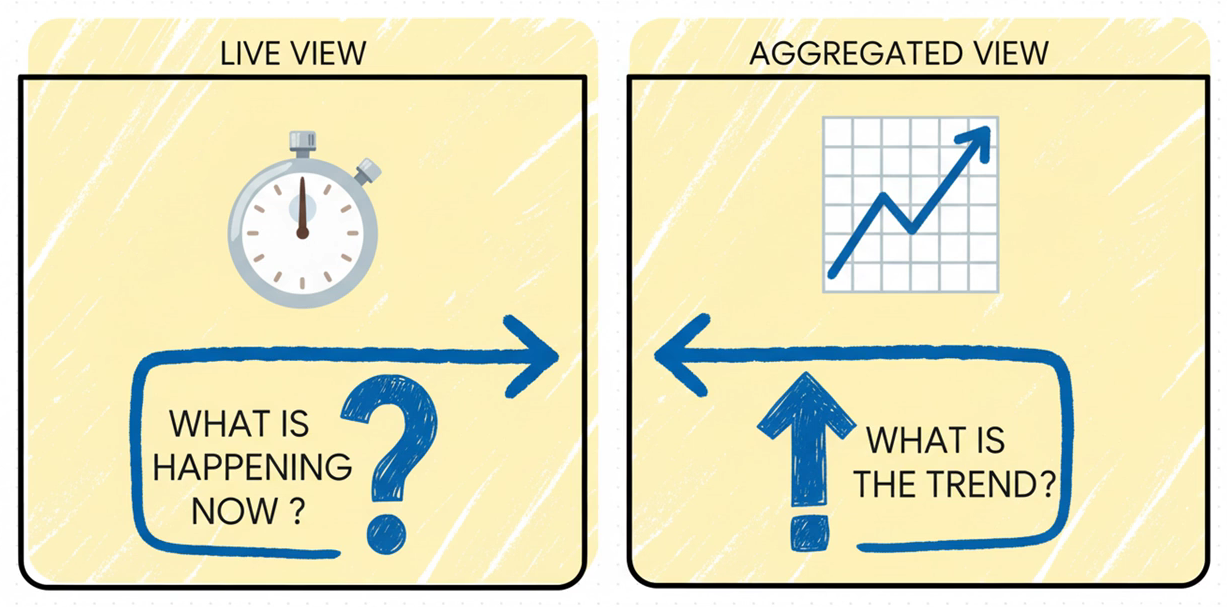 LIVE VIEW
WHAT IS
HAPPENING
NOW ?
AGGREGATED VIEW
WHAT IS
THE TREND?